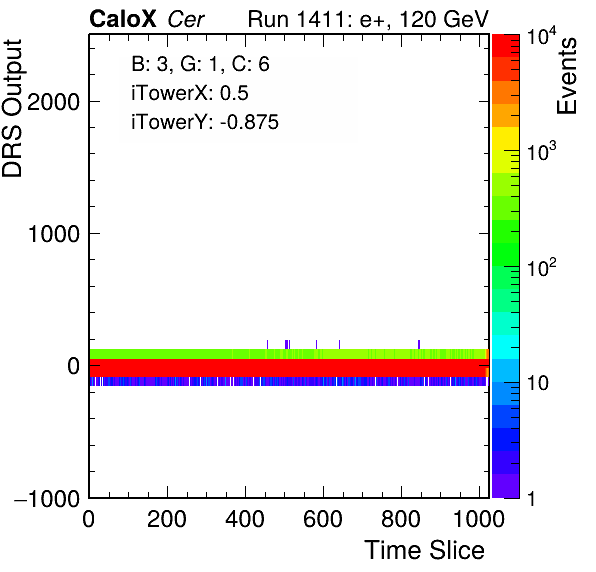 CaloX Cer Run 1411: e+, 120 GeV
B: 3, G: 1, C: 6
iTowerX: 0.5
iTowerY: -0.875
DRS Output
2000
1000
0
−1000
0 200 400 600 800 1000
Time Slice
Events
10^4
10^3
10^2
10
1